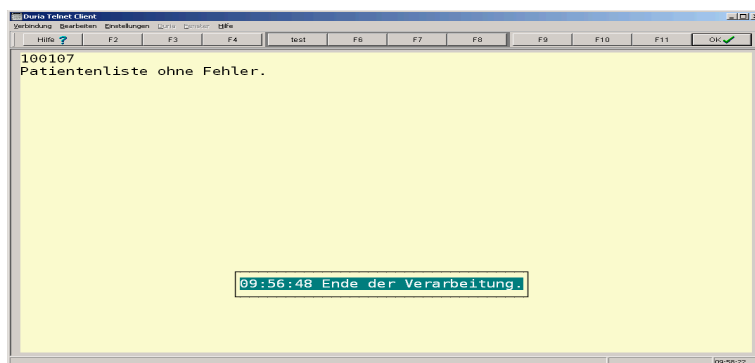 Duria Telnet Client
Verbindung Bearbeiten Einstellungen Duria Fenster Hilfe
Hilfe ? F2 F3 F4 test F6 F7 F8 F9 F10 F11 OK
100107
Patientenliste ohne Fehler.
09:56:48 Ende der Verarbeitung.